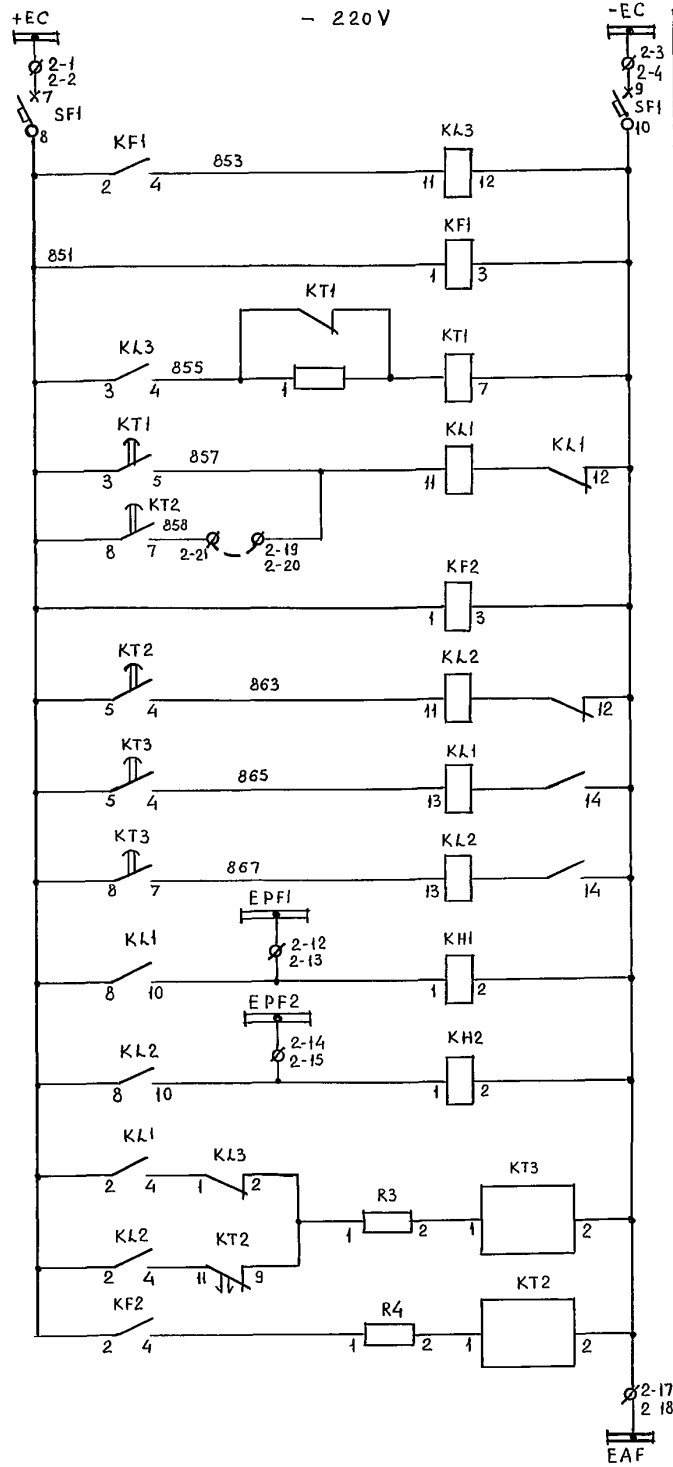 +EC - 220V -EC
2-1 2-3
2-2 2-4
7 9
SF1 SF1
8 10
KF1 853 KL3
2 4 11 12
851 KF1
1 3
KT1
KL3 855 KT1
3 4 1 7
KT1 857 KL1 KL1
3 5 11 12
KT2 858
8 7 2-21 2-19
2-20
KF2
1 3
KT2 863 KL2
5 4 11 12
KT3 865 KL1
5 4 13 14
KT3 867 KL2
8 7 13 14
EPF1
2-12
2-13
KL1 KH1
8 10 1 2
EPF2
2-14
2-15
KL2 KH2
8 10 1 2
KL1 KL3
2 4 1 2
R3 KT3
1 2 1 2
KL2 KT2
2 4 11 9
KF2 R4 KT2
2 4 1 2 1 2
2-17
2 18
EAF